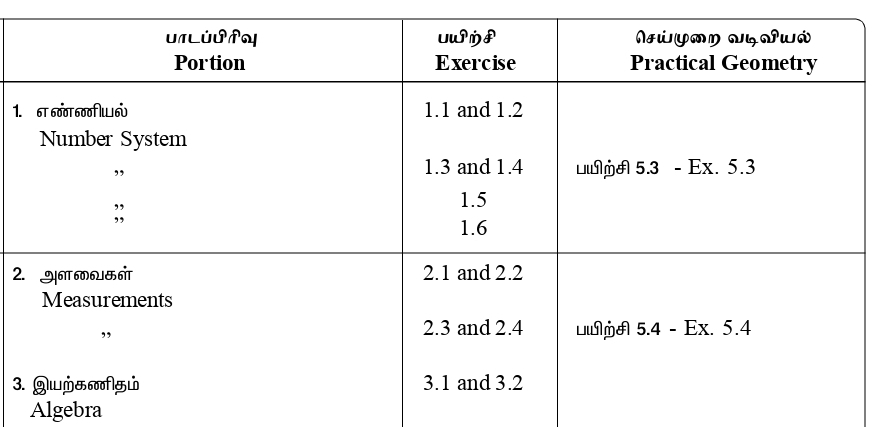 பாடப்பிரிவு பயிற்சி செய்முறை வடிவியல்
Portion Exercise Practical Geometry
1. எண்ணியல் 1.1 and 1.2
Number System
,, 1.3 and 1.4 பயிற்சி 5.3 - Ex. 5.3
,, 1.5
,, 1.6
2. அளவைகள் 2.1 and 2.2
Measurements
,, 2.3 and 2.4 பயிற்சி 5.4 - Ex. 5.4
3. இயற்கணிதம் 3.1 and 3.2
Algebra